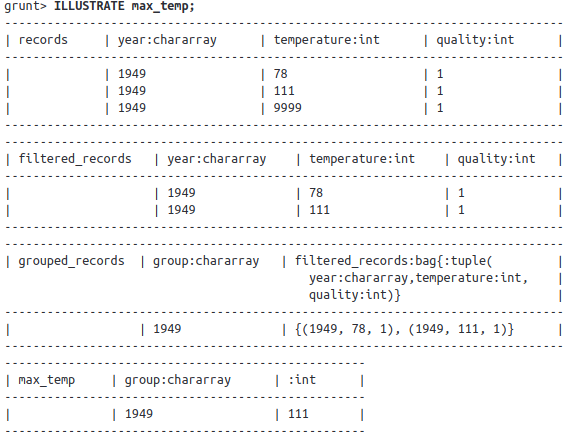 grunt> ILLUSTRATE max_temp;
-------------------------------------------------------------------------------
| records | year:chararray | temperature:int | quality:int |
-------------------------------------------------------------------------------
| | 1949 | 78 | 1 |
| | 1949 | 111 | 1 |
| | 1949 | 9999 | 1 |
-------------------------------------------------------------------------------
-------------------------------------------------------------------------------
| filtered_records | year:chararray | temperature:int | quality:int |
-------------------------------------------------------------------------------
| | 1949 | 78 | 1 |
| | 1949 | 111 | 1 |
-------------------------------------------------------------------------------
-------------------------------------------------------------------------------
| grouped_records | group:chararray | filtered_records:bag{:tuple( |
year:chararray,temperature:int, |
quality:int)} |
-------------------------------------------------------------------------------
| | 1949 | {(1949, 78, 1), (1949, 111, 1)} |
-------------------------------------------------------------------------------
---------------------------------------------------
| max_temp | group:chararray | :int |
---------------------------------------------------
| | 1949 | 111 |
---------------------------------------------------